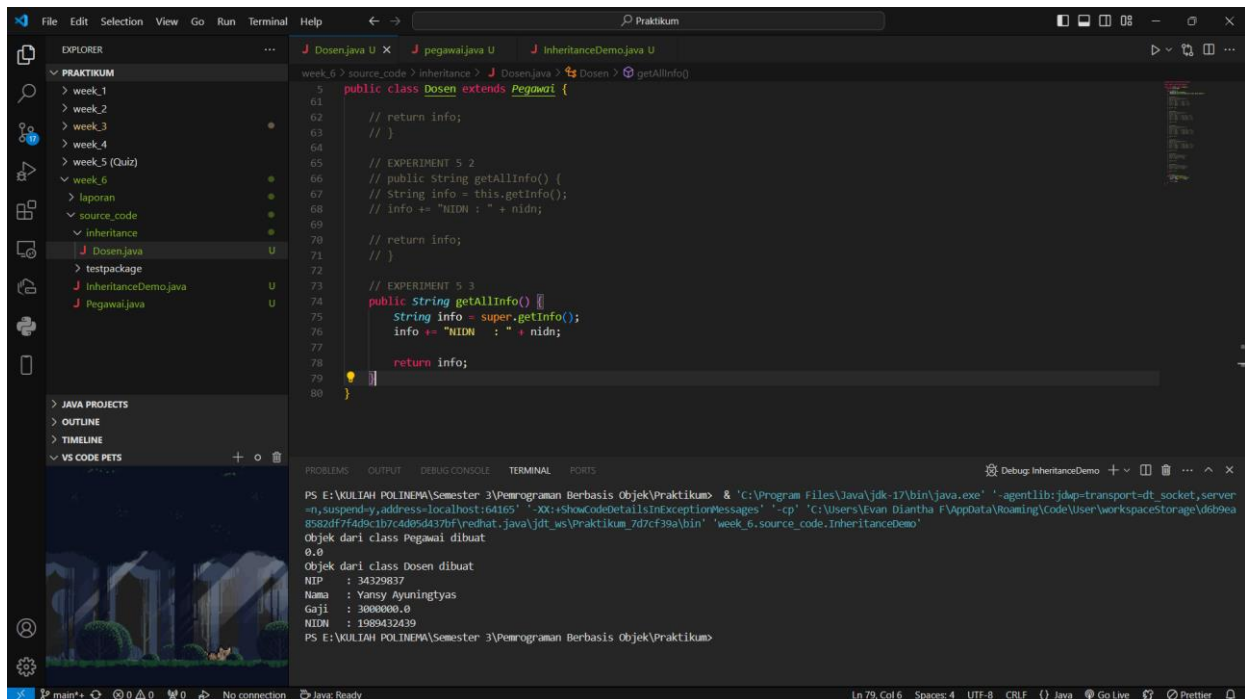 File Edit Selection View Go Run Terminal Help
Praktikum
EXPLORER
PRAKTIKUM
week_1
week_2
week_3
week_4
week_5 (Quiz)
week_6
laporan
source_code
inheritance
J Dosen.java U
testpackage
J InheritanceDemo.java U
J Pegawai.java U
JAVA PROJECTS
OUTLINE
TIMELINE
VS CODE PETS
17
J Dosen.java U J pegawai.java U J InheritanceDemo.java U
week_6 > source_code > inheritance > J Dosen.java > Dosen > getAllInfo()
5 public class Dosen extends Pegawai {
61
62 // return info;
63 // }
64
65 // EXPERIMENT 5 2
66 // public String getAllInfo() {
67 // String info = this.getInfo();
68 // info += "NIDN : " + nidn;
69
70 // return info;
71 // }
72
73 // EXPERIMENT 5 3
74 public String getAllInfo() {
75 String info = super.getInfo();
76 info += "NIDN   : " + nidn;
77
78 return info;
79 }
80 }
PROBLEMS OUTPUT DEBUG CONSOLE TERMINAL PORTS
Debug: InheritanceDemo
PS E:\KULIAH POLINEMA\Semester 3\Pemrograman Berbasis Objek\Praktikum> & 'C:\Program Files\Java\jdk-17\bin\java.exe' '-agentlib:jdwp=transport=dt_socket,server
=n,suspend=y,address=localhost:64165' '-XX:+ShowCodeDetailsInExceptionMessages' '-cp' 'C:\Users\Evan Diantha F\AppData\Roaming\Code\User\workspaceStorage\d6b9ea
8582df7f4d9c1b7c4d05d437bf\redhat.java\jdt_ws\Praktikum_7d7cf39a\bin' 'week_6.source_code.InheritanceDemo'
Objek dari class Pegawai dibuat
0.0
Objek dari class Dosen dibuat
NIP    : 34329837
Nama   : Yansy Ayuningtyas
Gaji   : 3000000.0
NIDN   : 1989432439
PS E:\KULIAH POLINEMA\Semester 3\Pemrograman Berbasis Objek\Praktikum>
main*+ 0 0 0 No connection Java: Ready
Ln 79, Col 6 Spaces: 4 UTF-8 CRLF {} Java Go Live Prettier